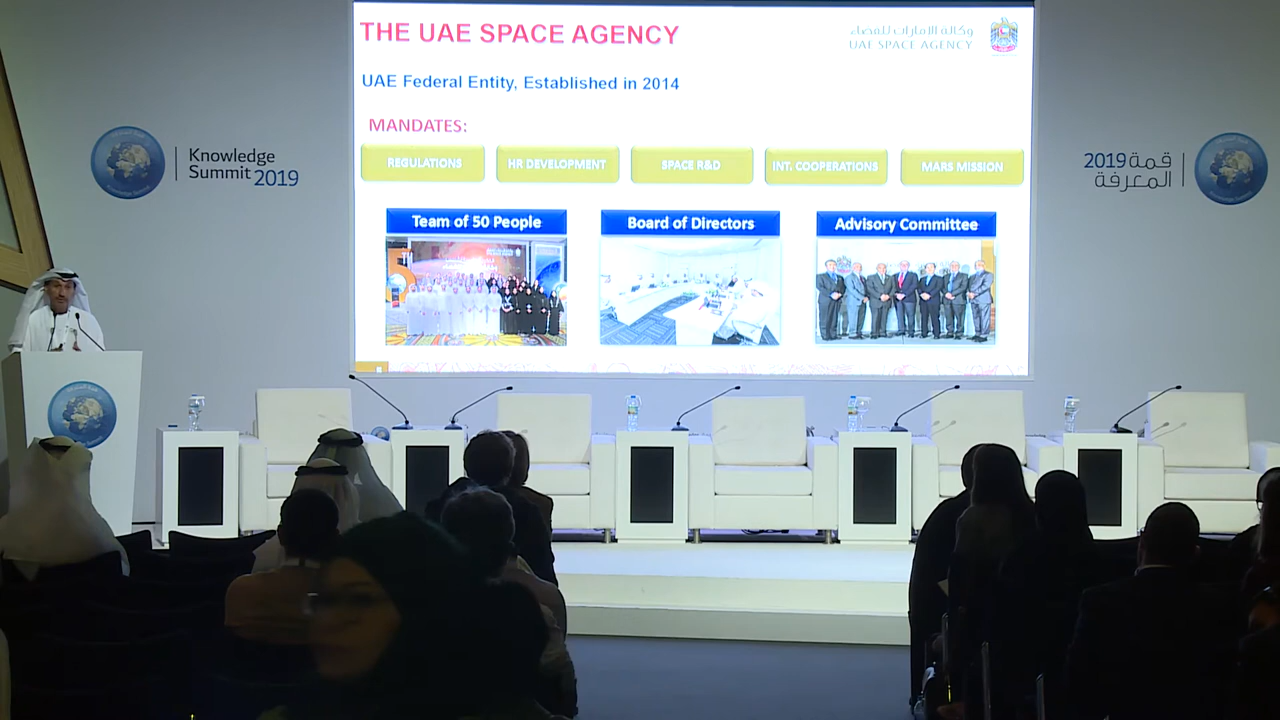 THE UAE SPACE AGENCY
وكالة الإمارات للفضاء
UAE SPACE AGENCY
UAE Federal Entity, Established in 2014
MANDATES:
REGULATIONS
HR DEVELOPMENT
SPACE R&D
INT. COOPERATIONS
MARS MISSION
Team of 50 People
Board of Directors
Advisory Committee
Knowledge
Summit 2019
قمة 2019
المعرفة